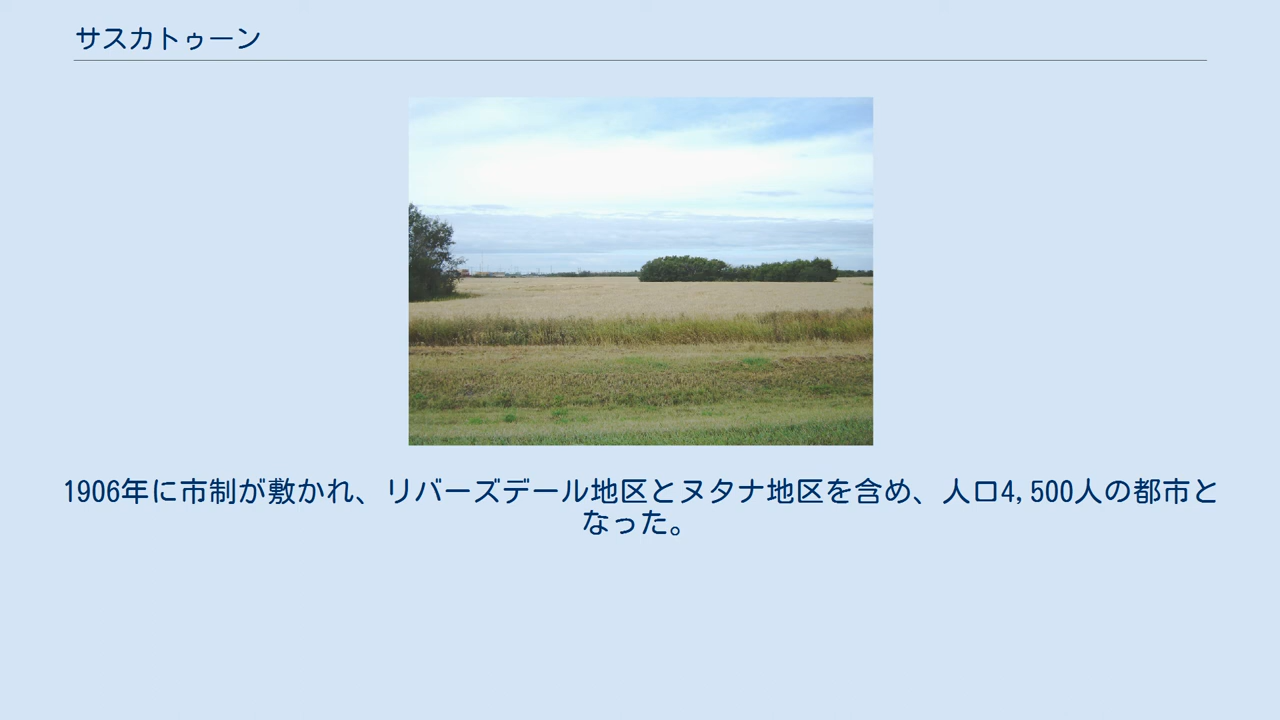 サスカトゥーン
1906年に市制が敷かれ、リバーズデール地区とヌタナ地区を含め、人口4,500人の都市と
なった。